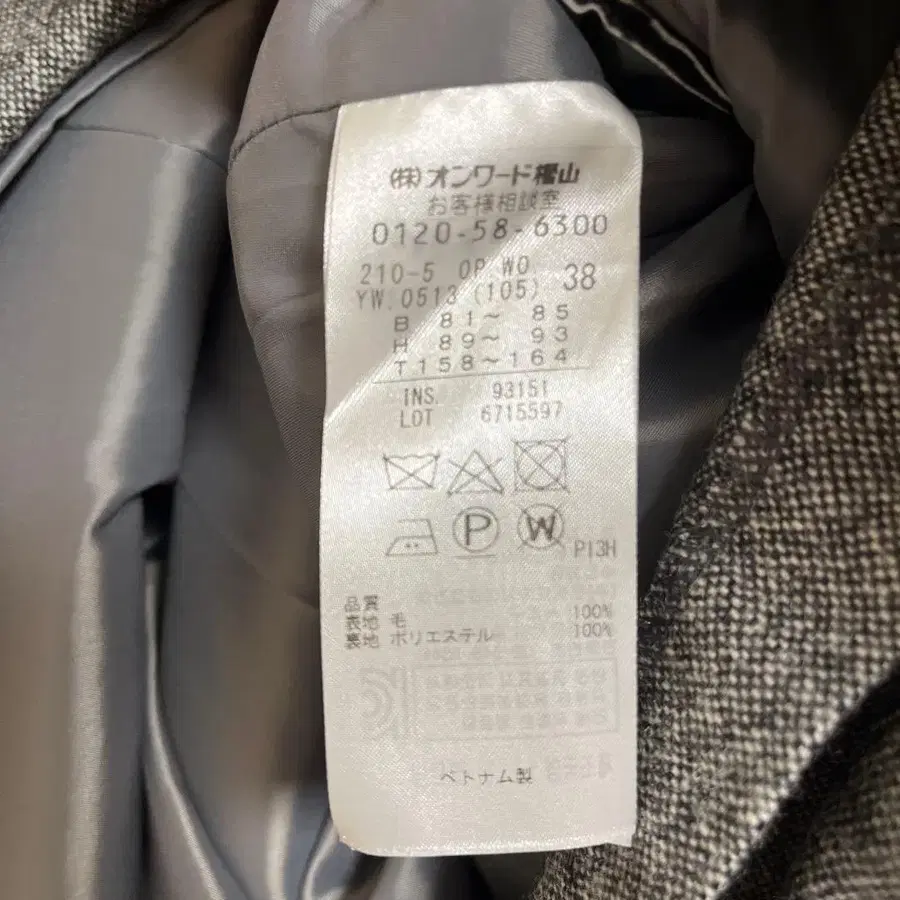 ㈱オンワード樫山
お客様相談室
0120-58-6300
210-5 OP.WO. 38
YW.0513 (105)
B 81～ 85
H 89～ 93
T158～164
INS. 93151
LOT 6715597
P
W
PI3H
品質
表地 毛 100%
裏地 ポリエステル 100%
ベトナム製